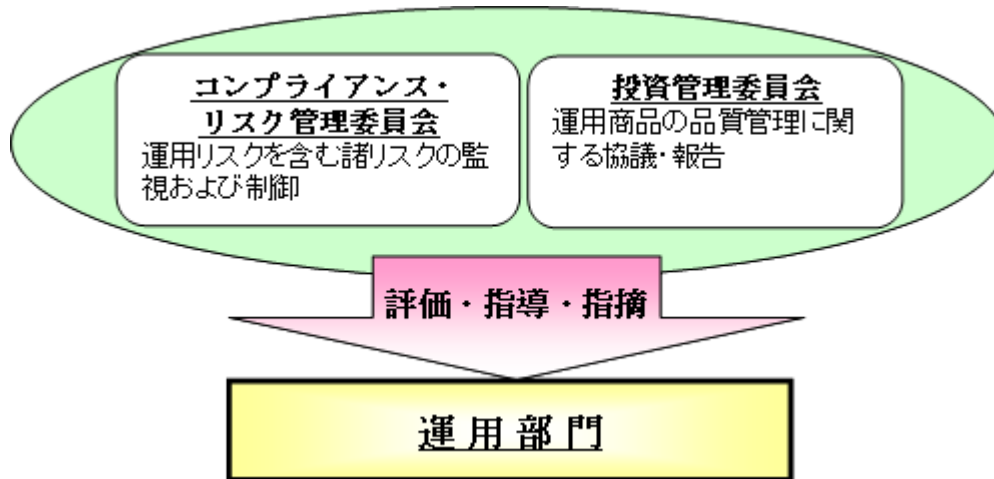 コンプライアンス・
リスク管理委員会
運用リスクを含む諸リスクの監
視および制御
投資管理委員会
運用商品の品質管理に関
する協議・報告
評価・指導・指摘
運用部門